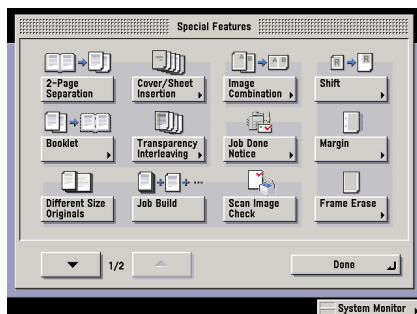 Special Features
2-Page
Separation
Cover/Sheet
Insertion
Image
Combination
Shift
Booklet
Transparency
Interleaving
Job Done
Notice
Margin
Different Size
Originals
Job Build
Scan Image
Check
Frame Erase
1/2
Done
System Monitor